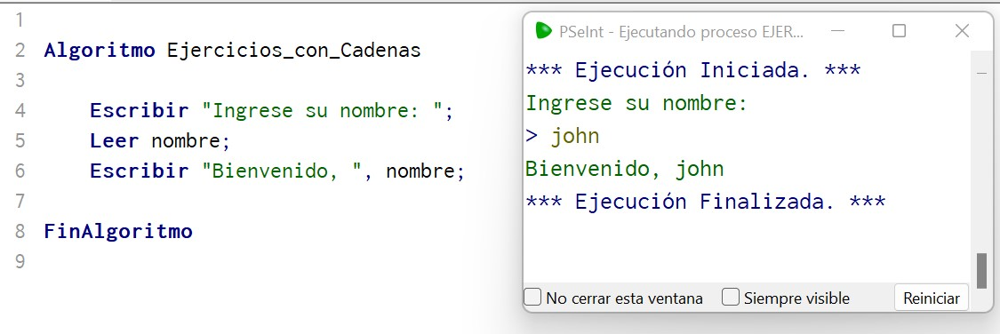 1
2 Algoritmo Ejercicios_con_Cadenas
3
4 Escribir "Ingrese su nombre: ";
5 Leer nombre;
6 Escribir "Bienvenido, ", nombre;
7
8 FinAlgoritmo
9
PSeInt - Ejecutando proceso EJER...
*** Ejecución Iniciada. ***
Ingrese su nombre:
> john
Bienvenido, john
*** Ejecución Finalizada. ***
No cerrar esta ventana Siempre visible Reiniciar